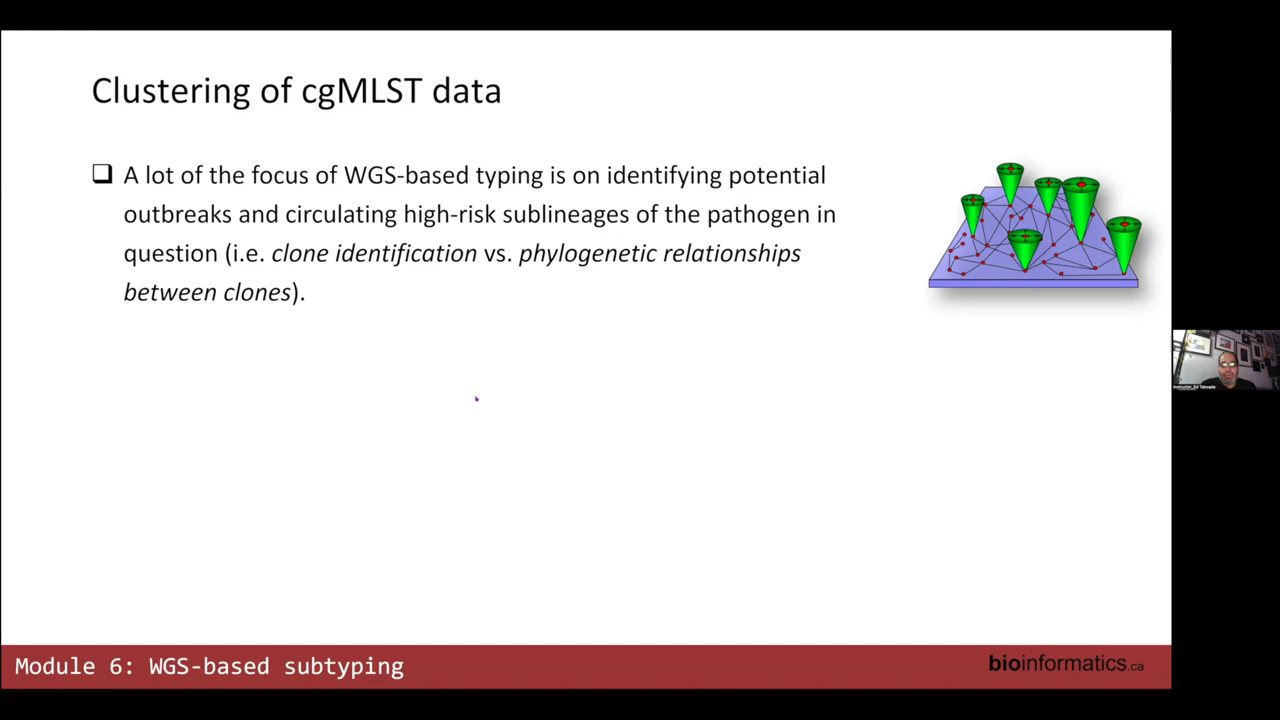 Clustering of cgMLST data
A lot of the focus of WGS-based typing is on identifying potential
outbreaks and circulating high-risk sublineages of the pathogen in
question (i.e. clone identification vs. phylogenetic relationships
between clones).
Instructor_Ed Taboada
Module 6: WGS-based subtyping
bioinformatics.ca